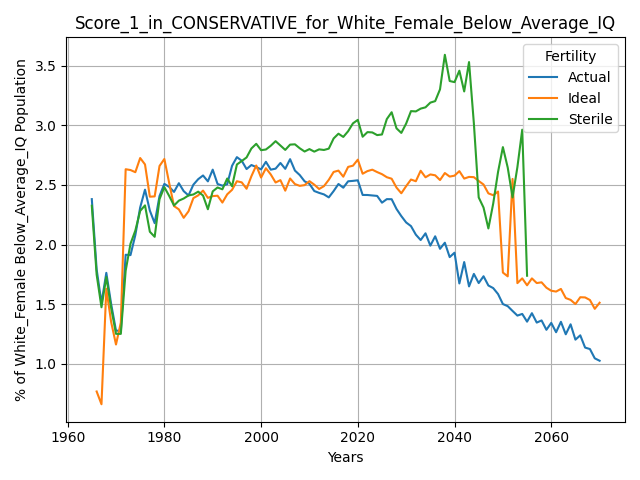 Score_1_in_CONSERVATIVE_for_White_Female_Below_Average_IQ
% of White_Female Below_Average_IQ Population
3.5
3.0
2.5
2.0
1.5
1.0
Fertility
Actual
Ideal
Sterile
1960
1980
2000
2020
2040
2060
Years